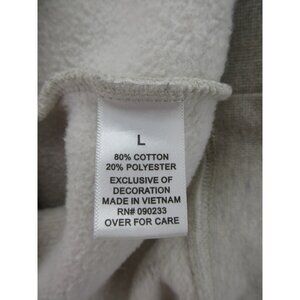 L
80% COTTON
20% POLYESTER
EXCLUSIVE OF
DECORATION
MADE IN VIETNAM
RN# 090233
OVER FOR CARE